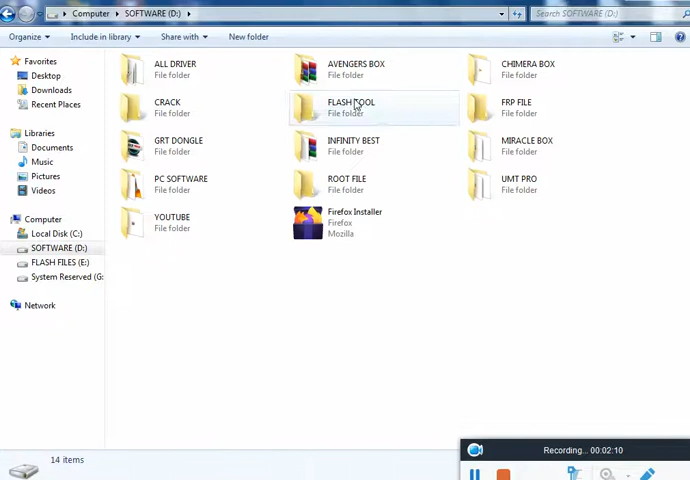 Computer ▸ SOFTWARE (D:) ▸
Search SOFTWARE (D:)
Organize
Include in library
Share with
New folder
Favorites
Desktop
Downloads
Recent Places
Libraries
Documents
Music
Pictures
Videos
Computer
Local Disk (C:)
SOFTWARE (D:)
FLASH FILES (E:)
System Reserved (G:
Network
ALL DRIVER
File folder
AVENGERS BOX
File folder
CHIMERA BOX
File folder
CRACK
File folder
FLASH TOOL
File folder
FRP FILE
File folder
GRT DONGLE
File folder
INFINITY BEST
File folder
MIRACLE BOX
File folder
PC SOFTWARE
File folder
ROOT FILE
File folder
UMT PRO
File folder
YOUTUBE
File folder
Firefox Installer
Firefox
Mozilla
14 items
Recording... 00:02:10